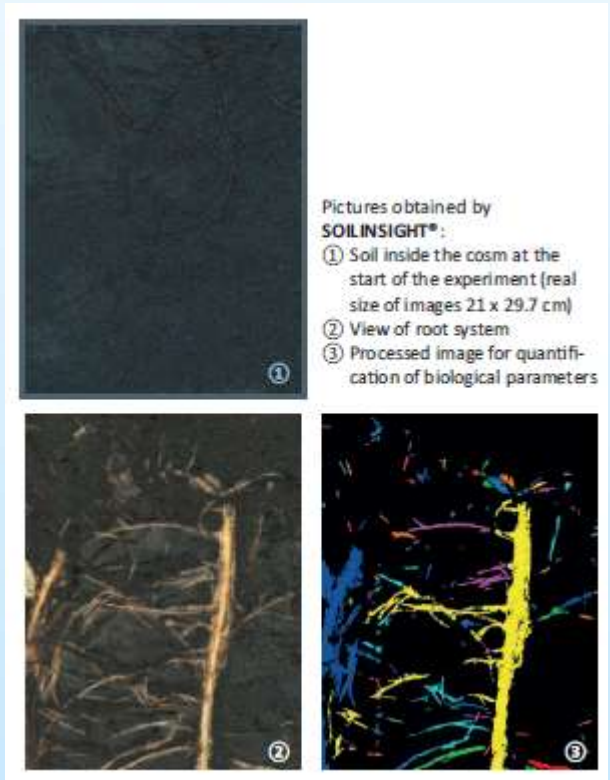 Pictures obtained by
SOILINSIGHT®:
① Soil inside the cosm at the
start of the experiment (real
size of images 21 x 29.7 cm)
② View of root system
③ Processed image for quantifi-
cation of biological parameters
①
②
③